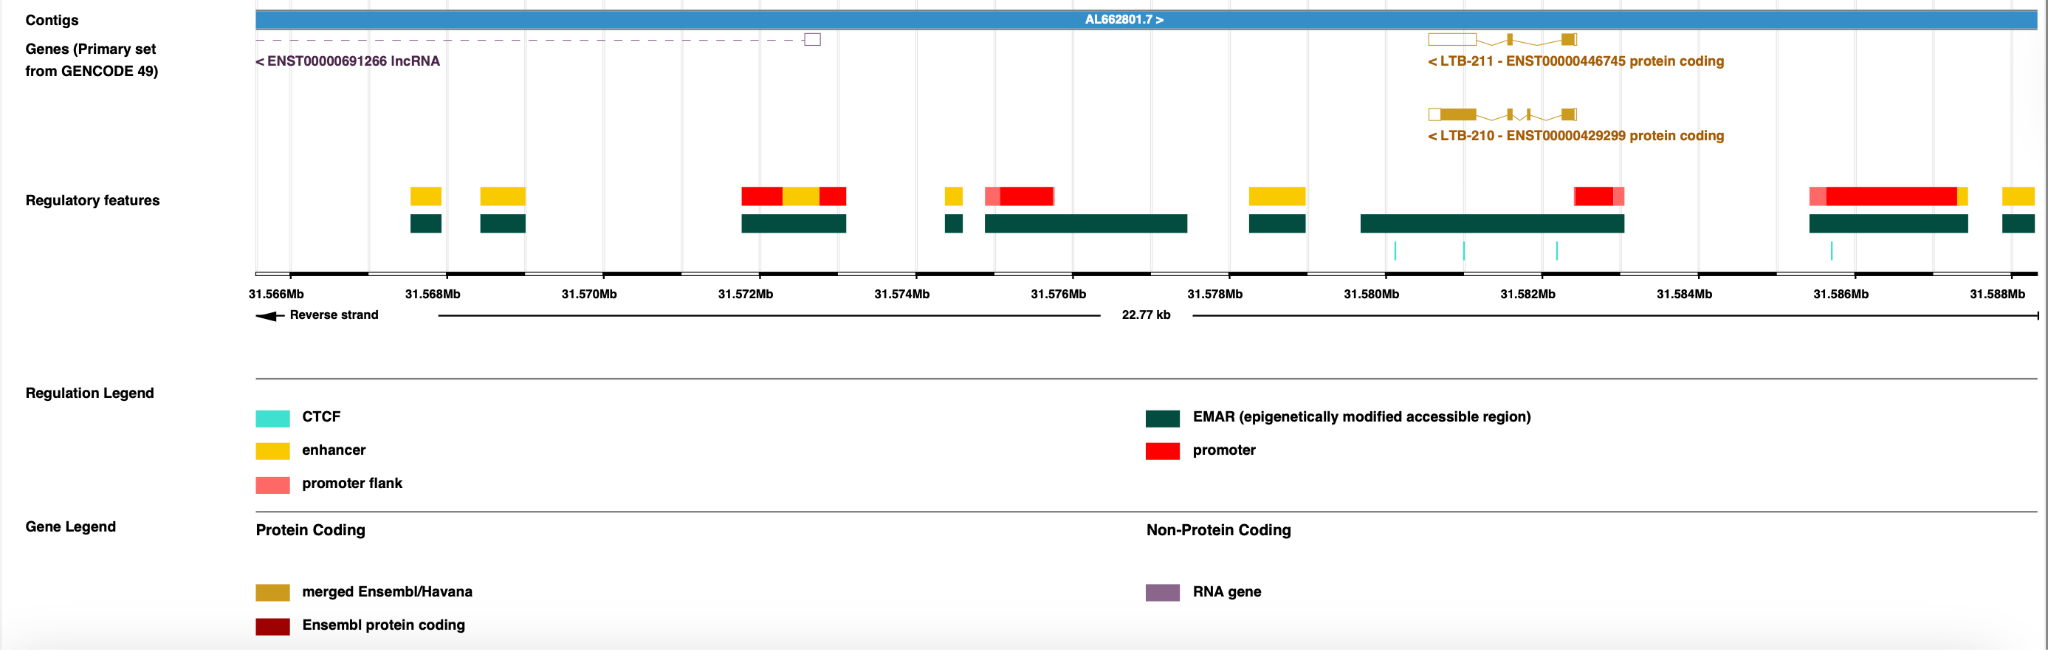 Contigs
AL662801.7 >
Genes (Primary set
from GENCODE 49)
< ENST00000691266 lncRNA
< LTB-211 - ENST00000446745 protein coding
< LTB-210 - ENST00000429299 protein coding
Regulatory features
31.566Mb 31.568Mb 31.570Mb 31.572Mb 31.574Mb 31.576Mb 31.578Mb 31.580Mb 31.582Mb 31.584Mb 31.586Mb 31.588Mb
Reverse strand 22.77 kb
Regulation Legend
CTCF
EMAR (epigenetically modified accessible region)
enhancer
promoter
promoter flank
Gene Legend
Protein Coding
Non-Protein Coding
merged Ensembl/Havana
RNA gene
Ensembl protein coding